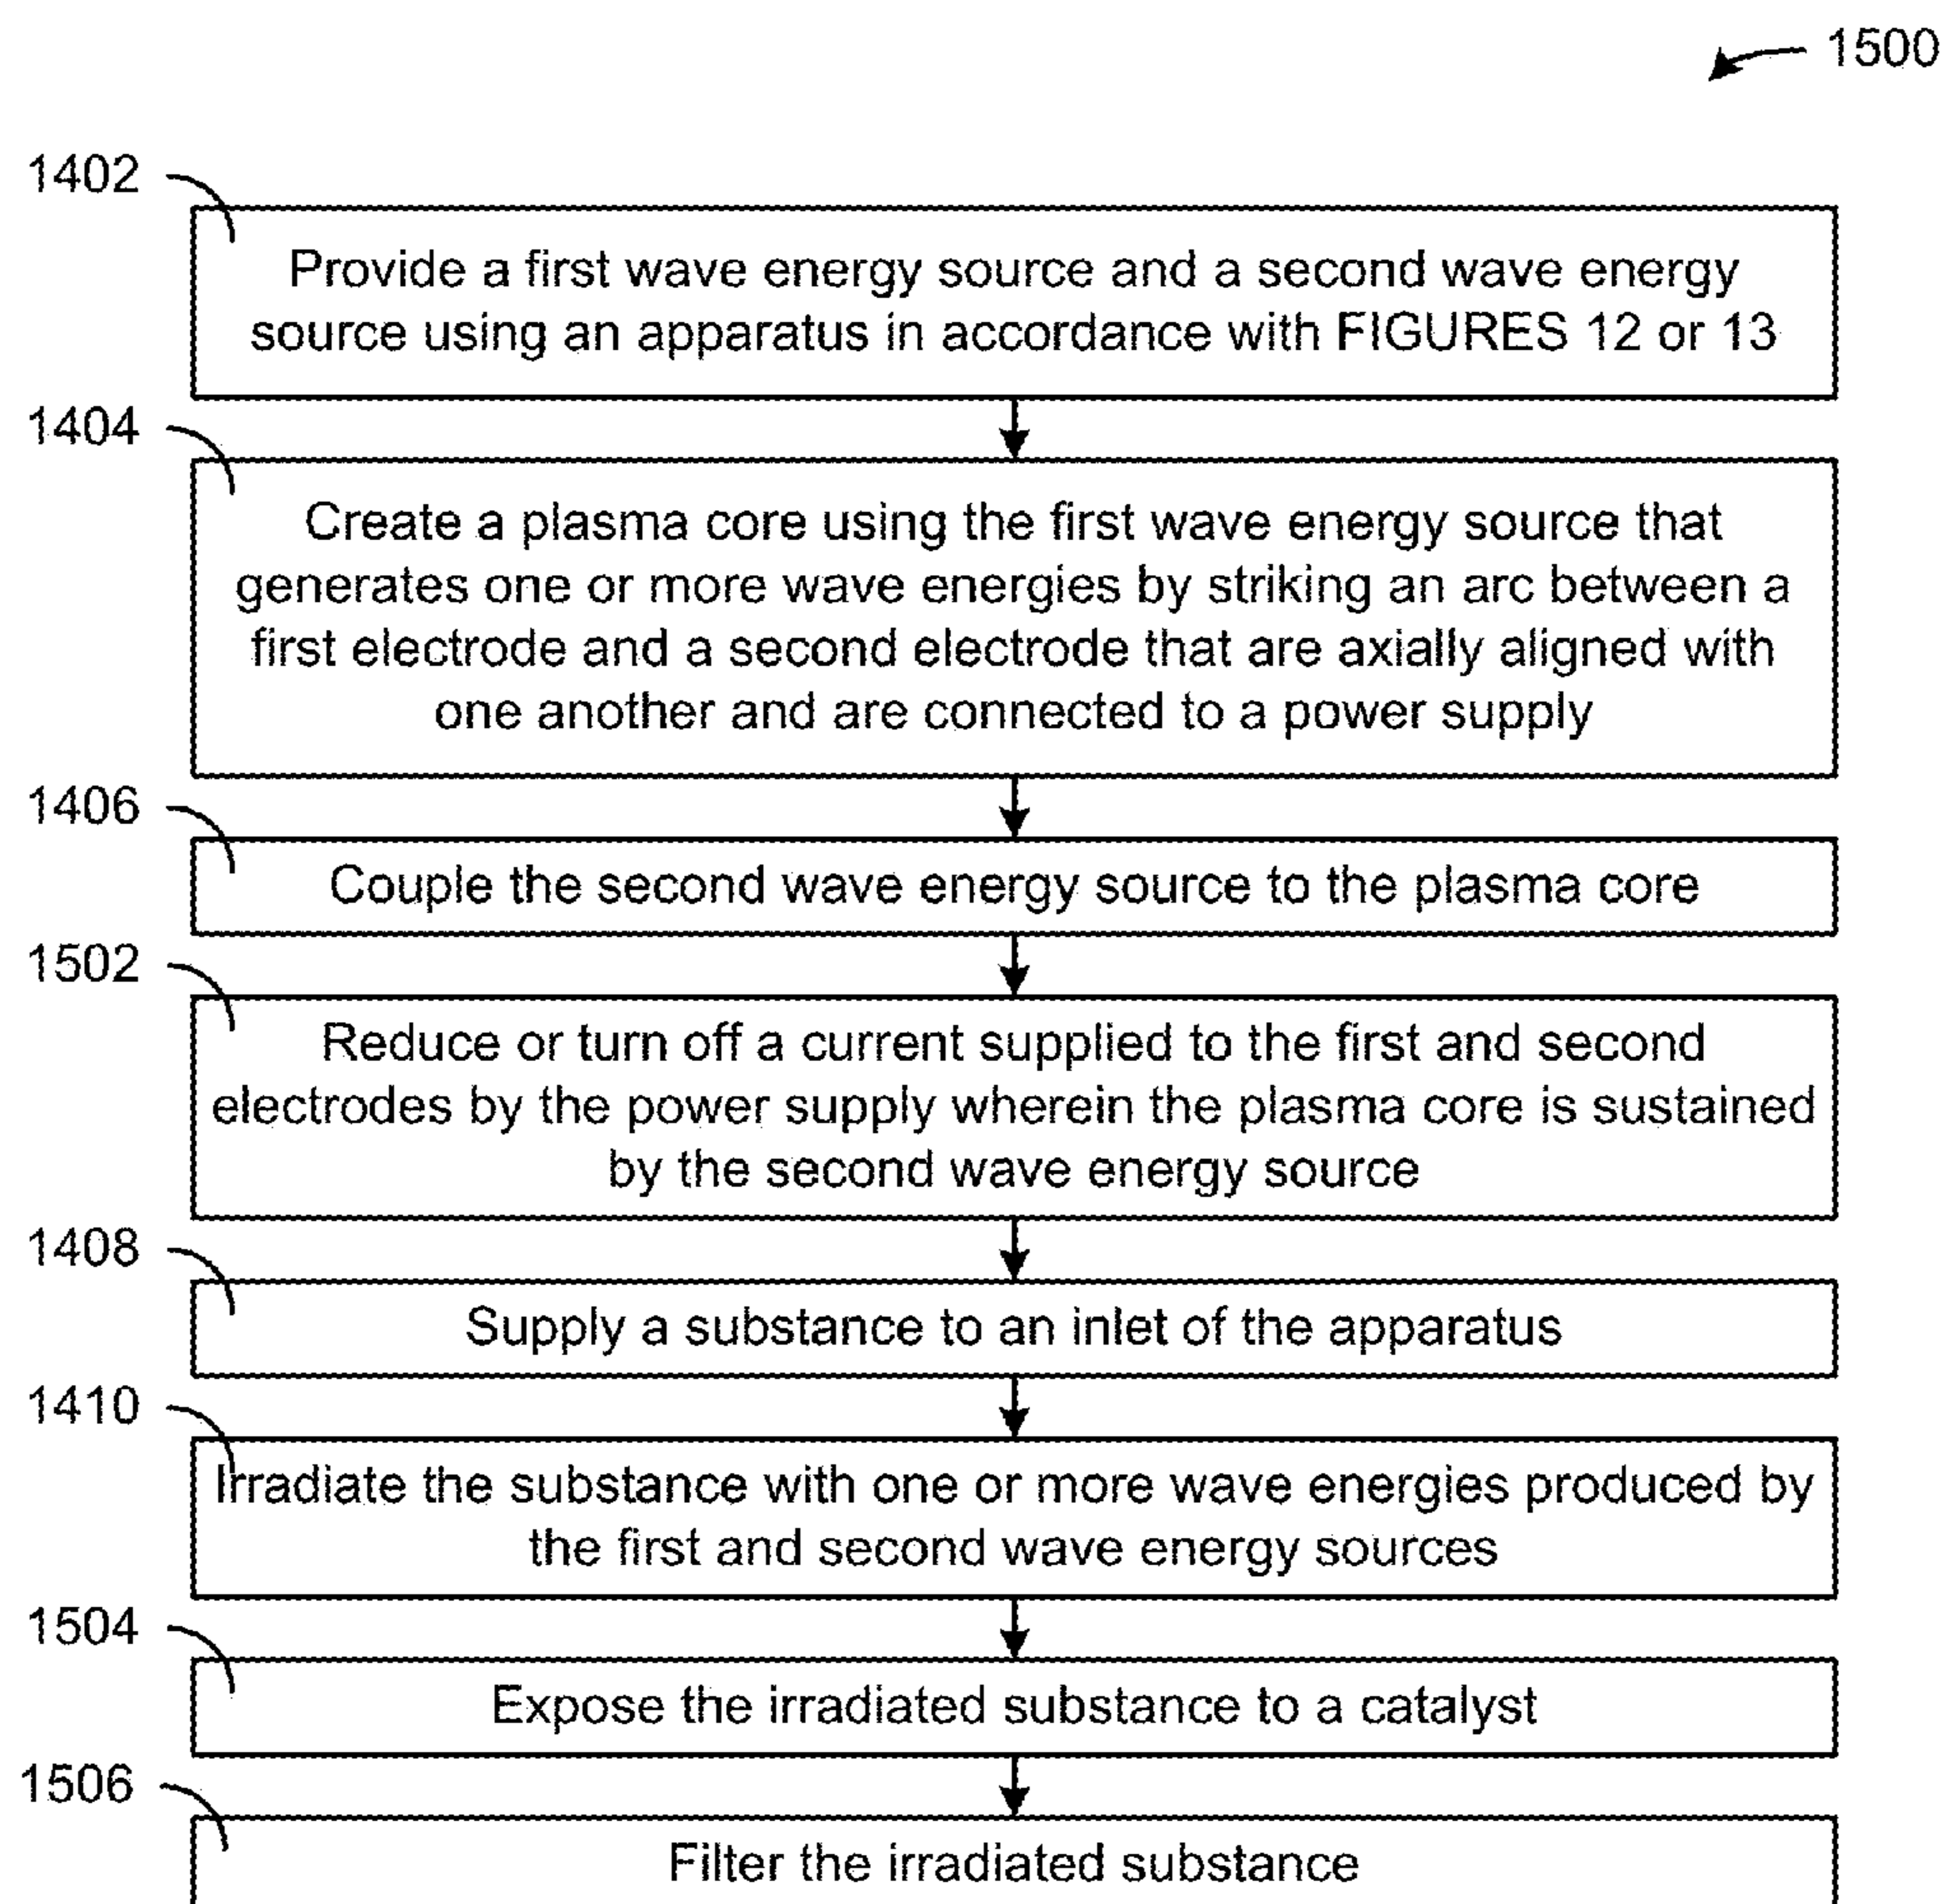 1500
1402
Provide a first wave energy source and a second wave energy
source using an apparatus in accordance with FIGURES 12 or 13
1404
Create a plasma core using the first wave energy source that
generates one or more wave energies by striking an arc between a
first electrode and a second electrode that are axially aligned with
one another and are connected to a power supply
1406
Couple the second wave energy source to the plasma core
1502
Reduce or turn off a current supplied to the first and second
electrodes by the power supply wherein the plasma core is sustained
by the second wave energy source
1408
Supply a substance to an inlet of the apparatus
1410
Irradiate the substance with one or more wave energies produced by
the first and second wave energy sources
1504
Expose the irradiated substance to a catalyst
1506
Filter the irradiated substance